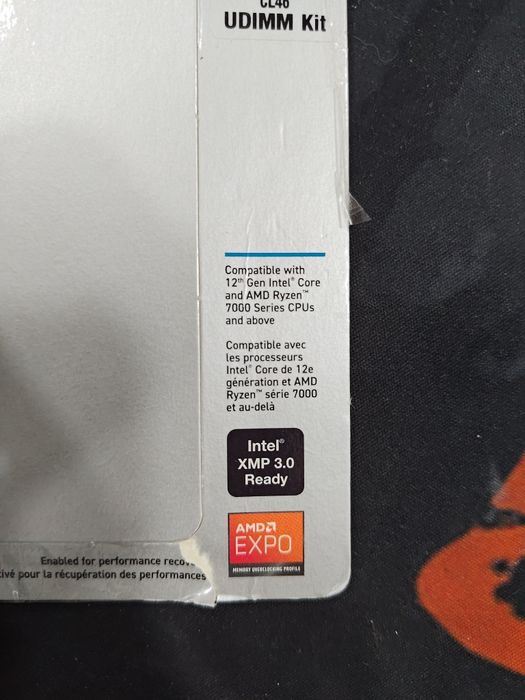 CL46
UDIMM Kit
Compatible with
12th Gen Intel® Core
and AMD Ryzen™
7000 Series CPUs
and above
Compatible avec
les processeurs
Intel® Core de 12e
génération et AMD
Ryzen™ série 7000
et au-delà
Intel®
XMP 3.0
Ready
AMD
EXPO
MEMORY OVERCLOCKING PROFILE
Enabled for performance
pour la récupération des performances